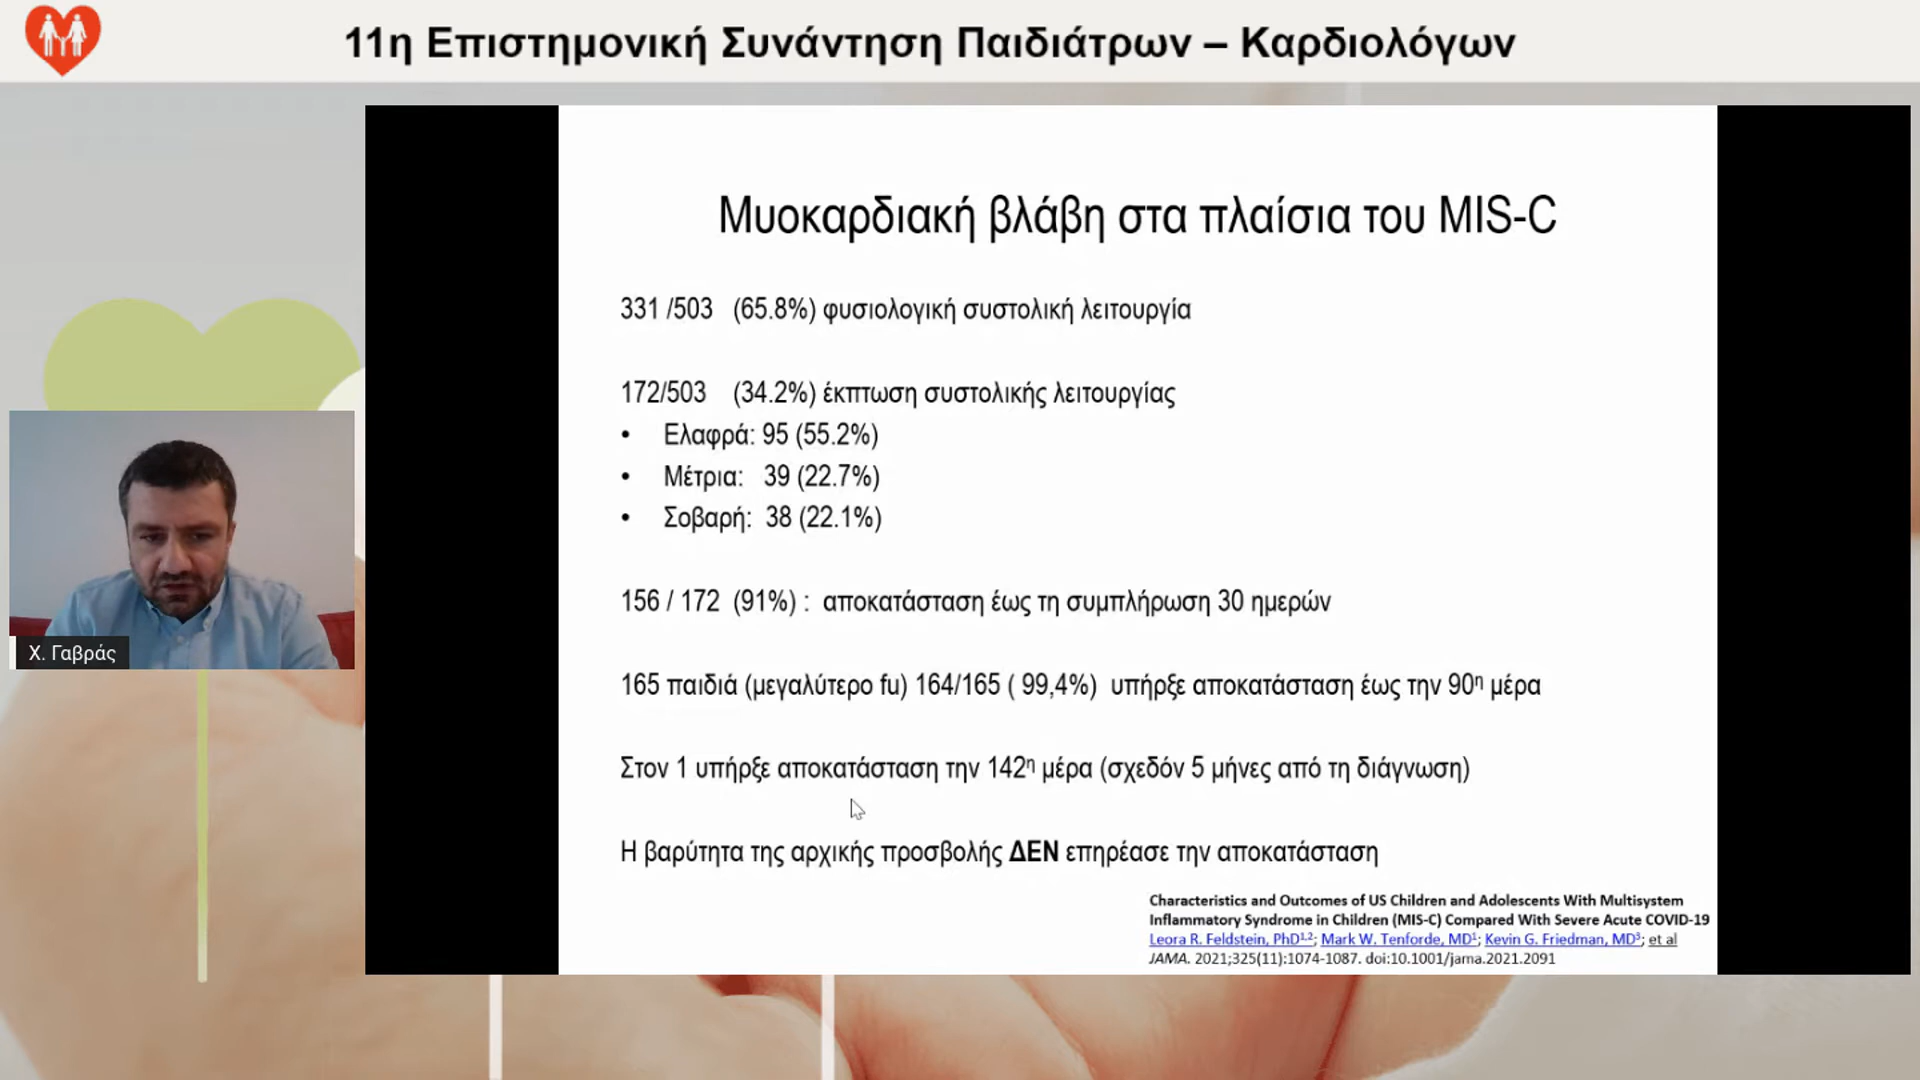 11η Επιστημονική Συνάντηση Παιδιάτρων – Καρδιολόγων
Μυοκαρδιακή βλάβη στα πλαίσια του MIS-C
331 /503 (65.8%) φυσιολογική συστολική λειτουργία
172/503 (34.2%) έκπτωση συστολικής λειτουργίας
• Ελαφρά: 95 (55.2%)
• Μέτρια: 39 (22.7%)
• Σοβαρή: 38 (22.1%)
156 / 172 (91%) : αποκατάσταση έως τη συμπλήρωση 30 ημερών
165 παιδιά (μεγαλύτερο fu) 164/165 ( 99,4%) υπήρξε αποκατάσταση έως την 90η μέρα
Στον 1 υπήρξε αποκατάσταση την 142η μέρα (σχεδόν 5 μήνες από τη διάγνωση)
Η βαρύτητα της αρχικής προσβολής ΔΕΝ επηρέασε την αποκατάσταση
Characteristics and Outcomes of US Children and Adolescents With Multisystem
Inflammatory Syndrome in Children (MIS-C) Compared With Severe Acute COVID-19
Leora R. Feldstein, PhD1,2; Mark W. Tenforde, MD1; Kevin G. Friedman, MD3; et al
JAMA. 2021;325(11):1074-1087. doi:10.1001/jama.2021.2091
Χ. Γαβράς